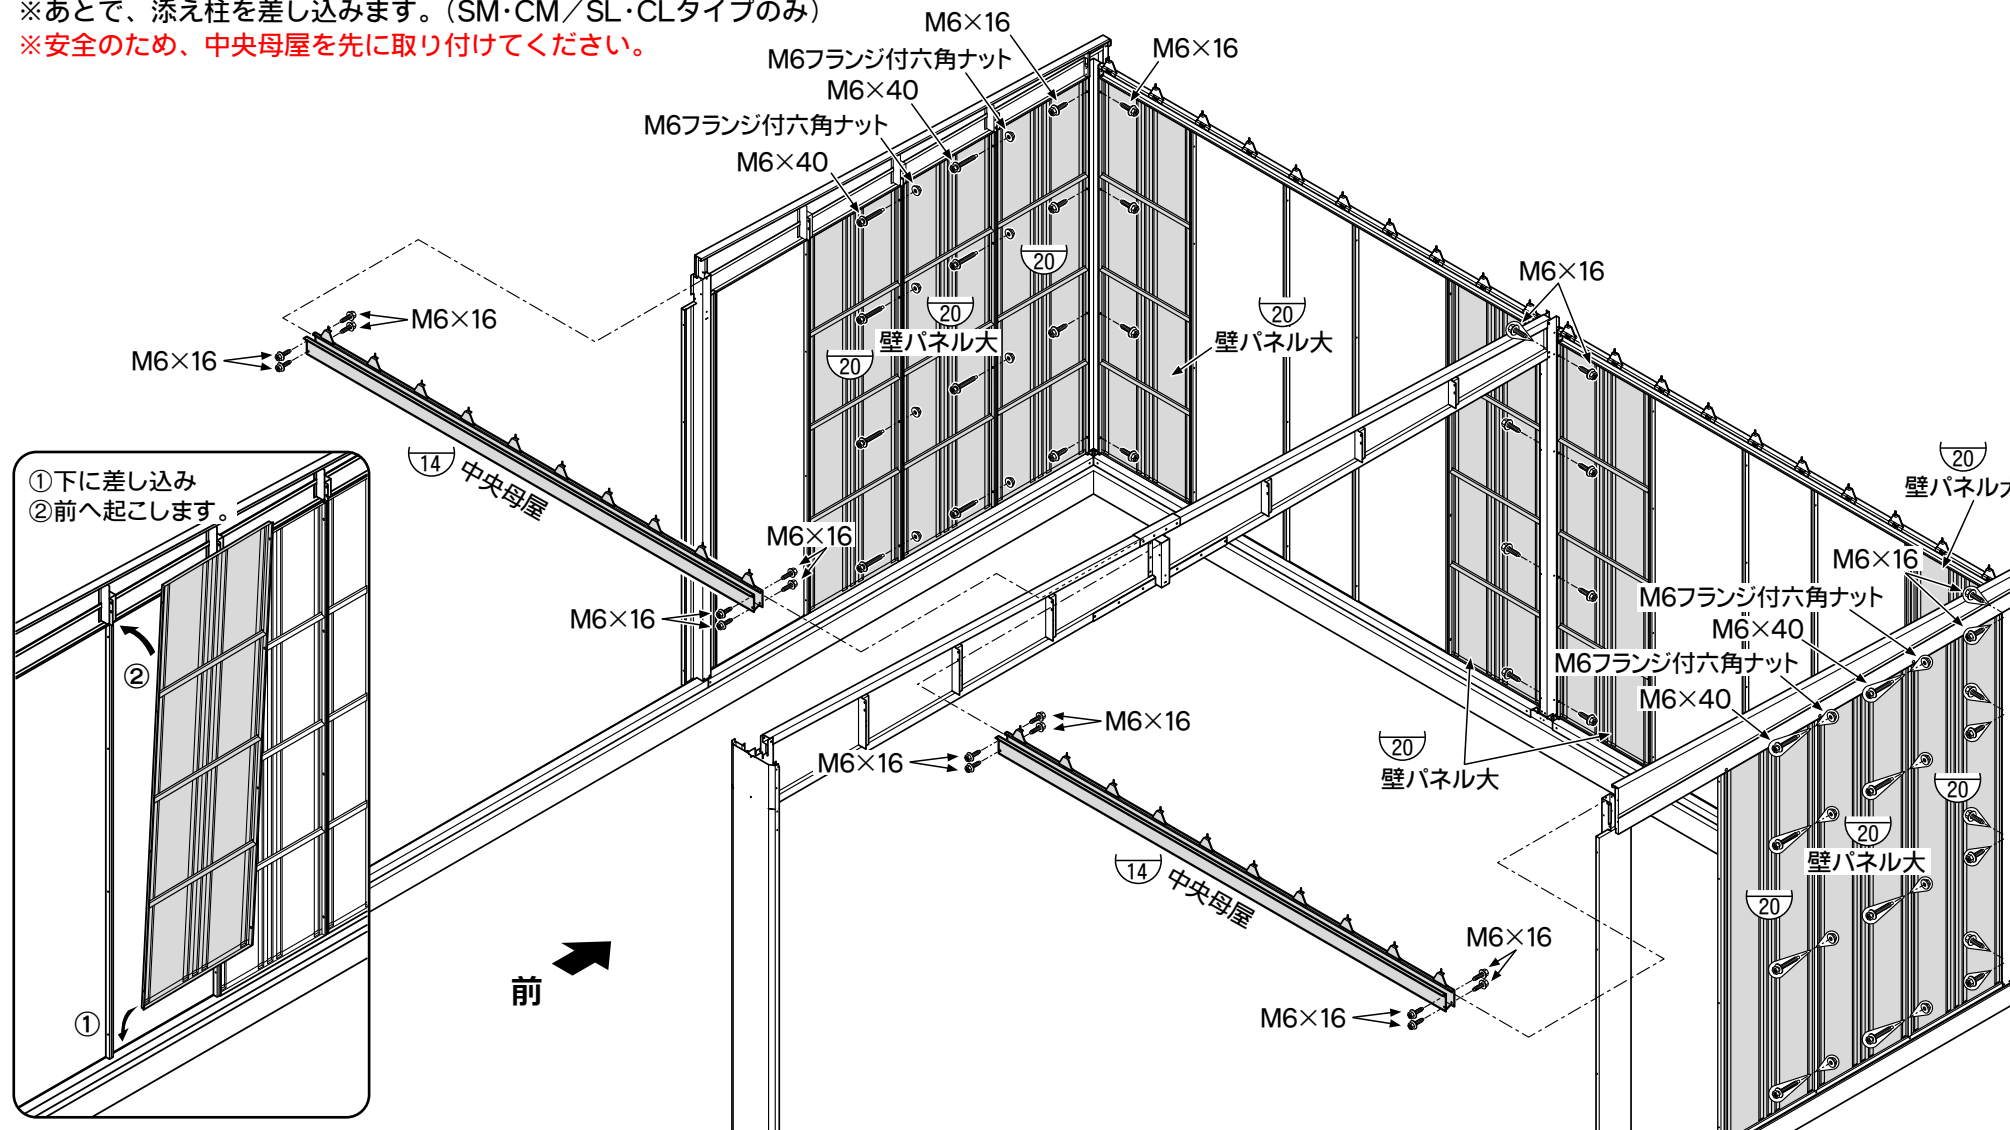 ※あとで、添え柱を差し込みます。（SM・CM／SL・CLタイプのみ）
※安全のため、中央母屋を先に取り付けてください。
M6×16
M6×16
M6フランジ付六角ナット
M6×40
M6フランジ付六角ナット
M6×40
20
20
壁パネル大
20
20
壁パネル大
M6×16
M6×16
M6×16
14
中央母屋
M6×16
M6×16
①下に差し込み
②前へ起こします。
②
①
20
壁パネル大
M6×16
M6フランジ付六角ナット
M6×40
M6フランジ付六角ナット
M6×40
M6×16
M6×16
20
壁パネル大
20
20
壁パネル大
20
14
中央母屋
M6×16
M6×16
前